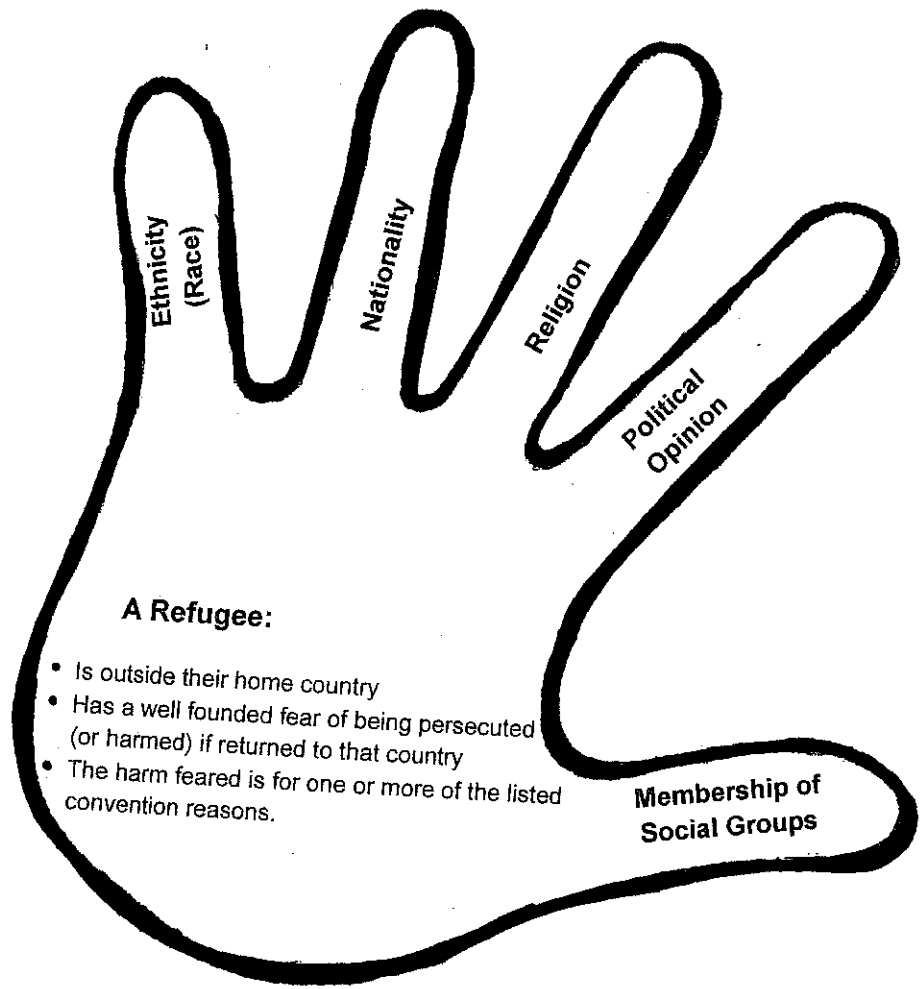 Ethnicity
(Race)
Nationality
Religion
Political
Opinion
A Refugee:
• Is outside their home country
• Has a well founded fear of being persecuted
(or harmed) if returned to that country
• The harm feared is for one or more of the listed
convention reasons.
Membership of
Social Groups